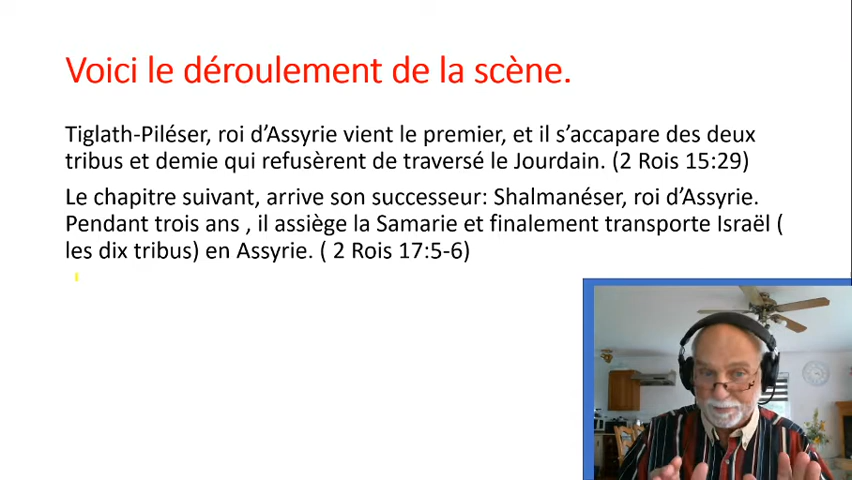 Voici le déroulement de la scène.
Tiglath-Piléser, roi d’Assyrie vient le premier, et il s’accapare des deux
tribus et demie qui refusèrent de traversé le Jourdain. (2 Rois 15:29)
Le chapitre suivant, arrive son successeur: Shalmanéser, roi d’Assyrie.
Pendant trois ans , il assiège la Samarie et finalement transporte Israël (
les dix tribus) en Assyrie. ( 2 Rois 17:5-6)